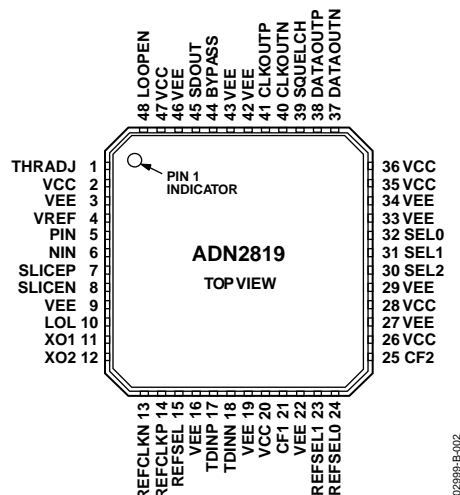 48 LOOPEN
47 VCC
46 VEE
45 SDOUT
44 BYPASS
43 VEE
42 VEE
41 CLKOUTP
40 CLKOUTN
39 SQUELCH
38 DATAOUTP
37 DATAOUTN
THRADJ 1
VCC 2
VEE 3
VREF 4
PIN 5
NIN 6
SLICEP 7
SLICEN 8
VEE 9
LOL 10
XO1 11
XO2 12
PIN 1
INDICATOR
ADN2819
TOP VIEW
36 VCC
35 VCC
34 VEE
33 VEE
32 SEL0
31 SEL1
30 SEL2
29 VEE
28 VCC
27 VEE
26 VCC
25 CF2
REFCLKN 13
REFCLKP 14
REFSEL 15
VEE 16
TDINP 17
TDINN 18
VEE 19
VCC 20
CF1 21
VEE 22
REFSEL1 23
REFSEL0 24
02999-B-002